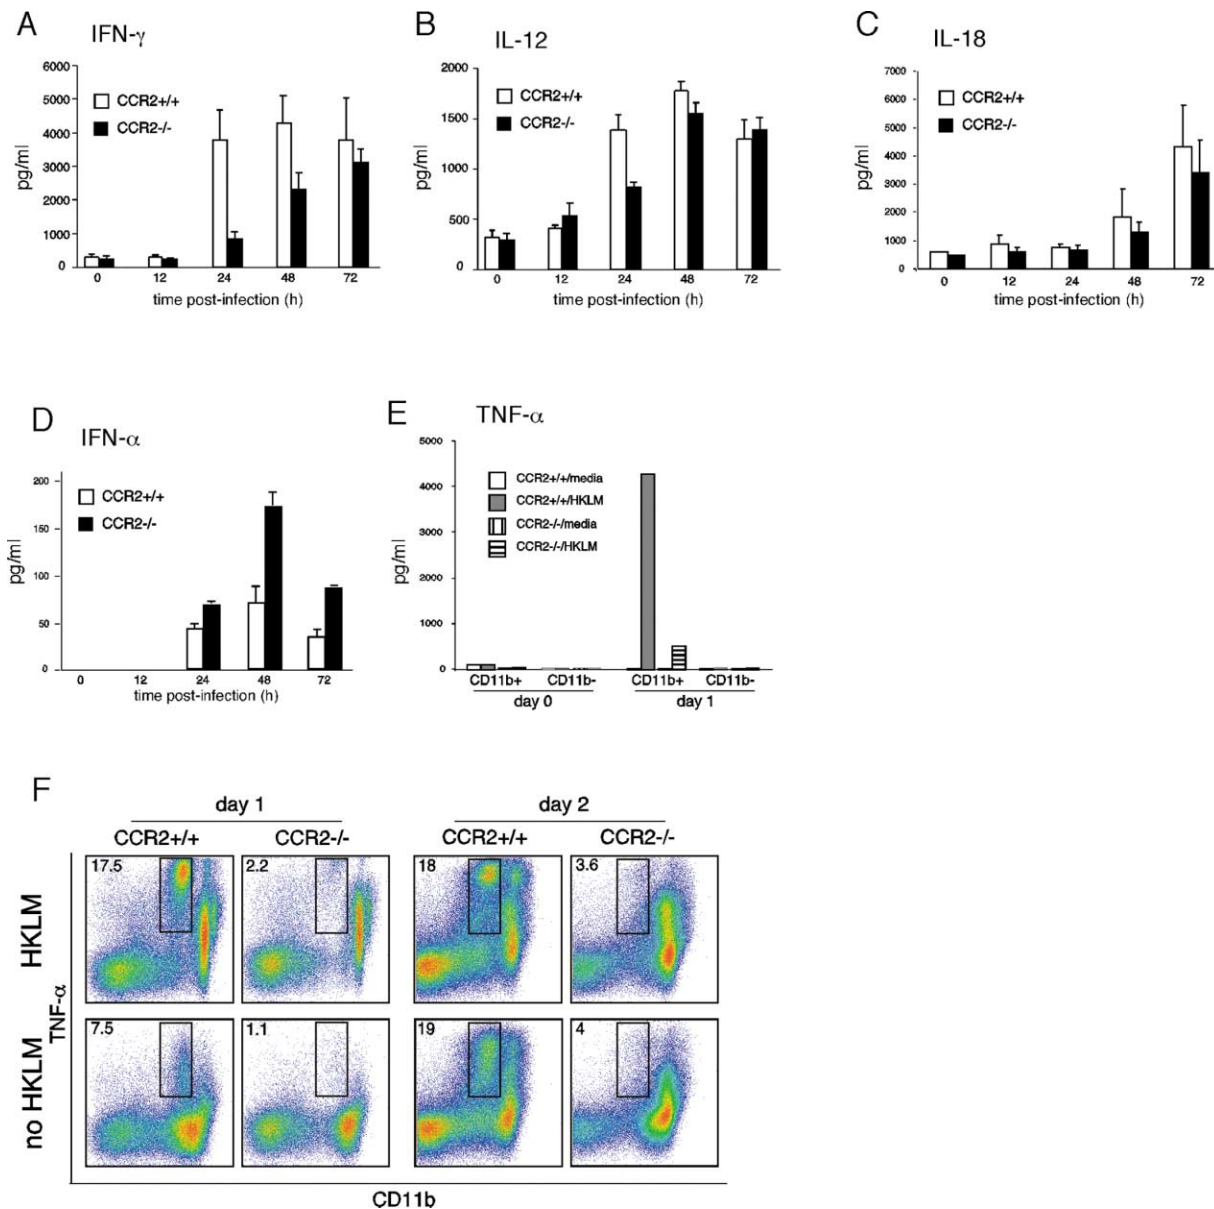 A
IFN-γ
6000
5000
4000
3000
2000
1000
0
pg/ml
CCR2+/+
CCR2-/-
0 12 24 48 72
time post-infection (h)
B
IL-12
2000
1500
1000
500
0
pg/ml
CCR2+/+
CCR2-/-
0 12 24 48 72
time post-infection (h)
C
IL-18
7000
6000
5000
4000
3000
2000
1000
0
pg/ml
CCR2+/+
CCR2-/-
0 12 24 48 72
time post-infection (h)
D
IFN-α
200
150
100
50
0
pg/ml
CCR2+/+
CCR2-/-
0 12 24 48 72
time post-infection (h)
E
TNF-α
5000
4000
3000
2000
1000
0
pg/ml
CCR2+/+/media
CCR2+/+/HKLM
CCR2-/-/media
CCR2-/-/HKLM
CD11b+ CD11b- CD11b+ CD11b-
day 0 day 1
F
day 1 day 2
CCR2+/+ CCR2-/- CCR2+/+ CCR2-/-
HKLM
17.5 2.2 18 3.6
TNF-α
no HKLM
7.5 1.1 19 4
CD11b